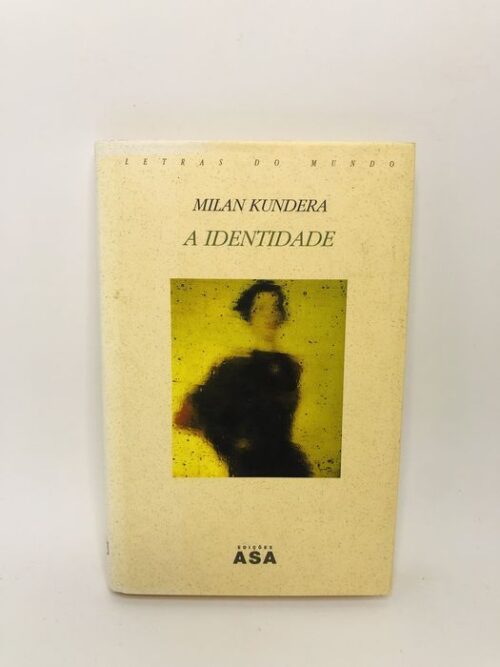 LETRAS DO MUNDO
MILAN KUNDERA
A IDENTIDADE
EDIÇÕES
ASA